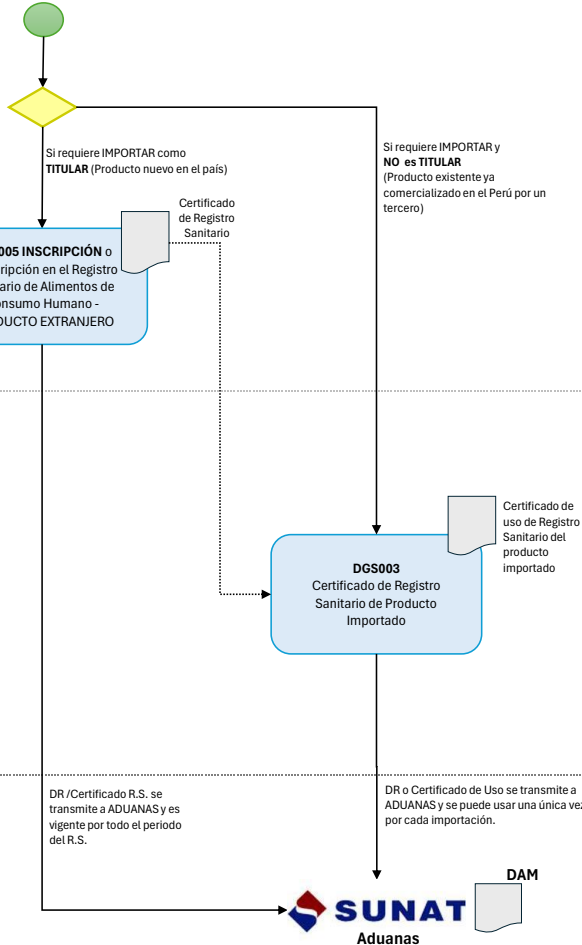 Si requiere IMPORTAR como
TITULAR (Producto nuevo en el país)
Si requiere IMPORTAR y
NO es TITULAR
(Producto existente ya
comercializado en el Perú por un
tercero)
Certificado
de Registro
Sanitario
005 INSCRIPCIÓN o
ripción en el Registro
ario de Alimentos de
onsumo Humano -
DUCTO EXTRANJERO
Certificado de
uso de Registro
Sanitario del
producto
importado
DGS003
Certificado de Registro
Sanitario de Producto
Importado
DR /Certificado R.S. se
transmite a ADUANAS y es
vigente por todo el periodo
del R.S.
DR o Certificado de Uso se transmite a
ADUANAS y se puede usar una única vez
por cada importación.
DAM
SUNAT
Aduanas